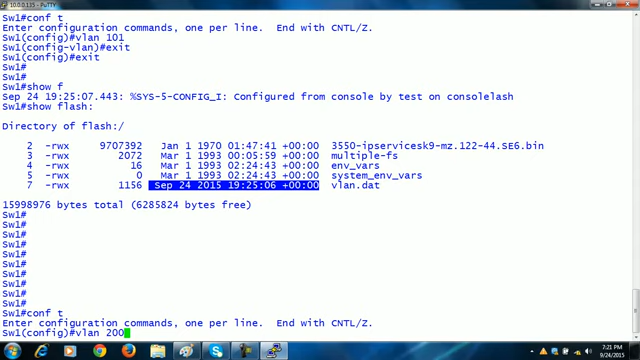 10.0.0.135 - PuTTY
Sw1#conf t
Enter configuration commands, one per line.  End with CNTL/Z.
Sw1(config)#vlan 101
Sw1(config-vlan)#exit
Sw1(config)#exit
Sw1#
Sw1#
Sw1#show f
Sep 24 19:25:07.443: %SYS-5-CONFIG_I: Configured from console by test on consolelash
Sw1#show flash:
Directory of flash:/
2  -rwx  9707392  Jan 1 1970 01:47:41 +00:00  3550-ipservicesk9-mz.122-44.SE6.bin
3  -rwx  2072  Mar 1 1993 00:05:59 +00:00  multiple-fs
4  -rwx  16  Mar 1 1993 02:24:43 +00:00  env_vars
5  -rwx  0  Mar 1 1993 02:24:43 +00:00  system_env_vars
7  -rwx  1156  Sep 24 2015 19:25:06 +00:00  vlan.dat
15998976 bytes total (6285824 bytes free)
Sw1#
Sw1#
Sw1#
Sw1#
Sw1#
Sw1#
Sw1#
Sw1#
Sw1#
Sw1#
Sw1#conf t
Enter configuration commands, one per line.  End with CNTL/Z.
Sw1(config)#vlan 200
7:21 PM
9/24/2015